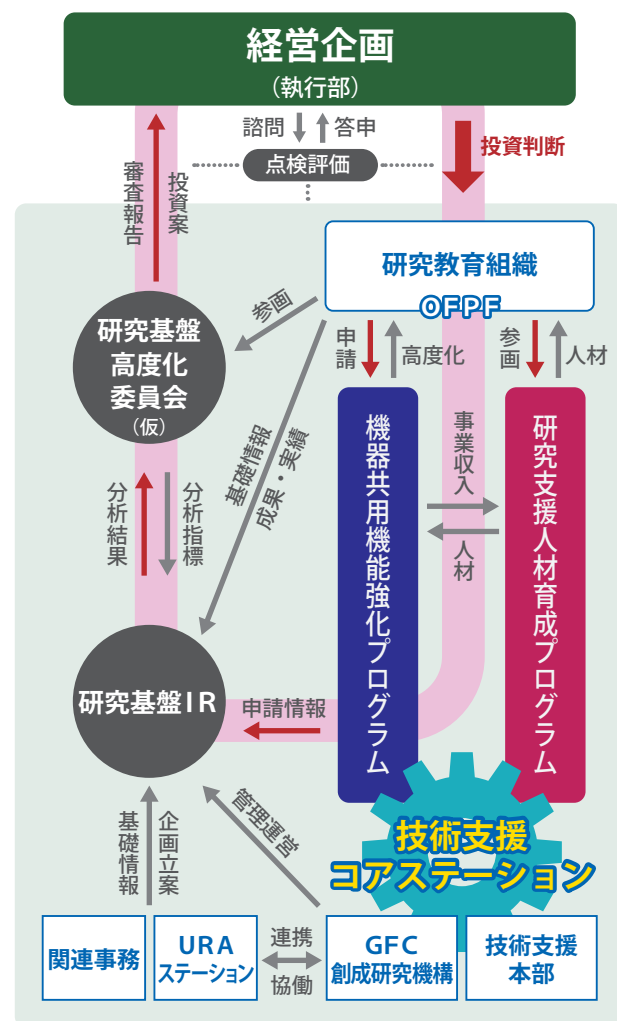 経営企画
（執行部）
諮問
答申
点検評価
投資判断
審査報告
投資案
研究教育組織
OFPF
研究基盤
高度化
委員会
（仮）
参画
申請
高度化
参画
人材
基礎情報
成果・実績
機器共用機能強化プログラム
事業収入
人材
研究支援人材育成プログラム
分析結果
分析指標
研究基盤IR
申請情報
管理運営
基礎情報
企画立案
技術支援
コアステーション
関連事務
URA
ステーション
連携
協働
GFC
創成研究機構
技術支援
本部